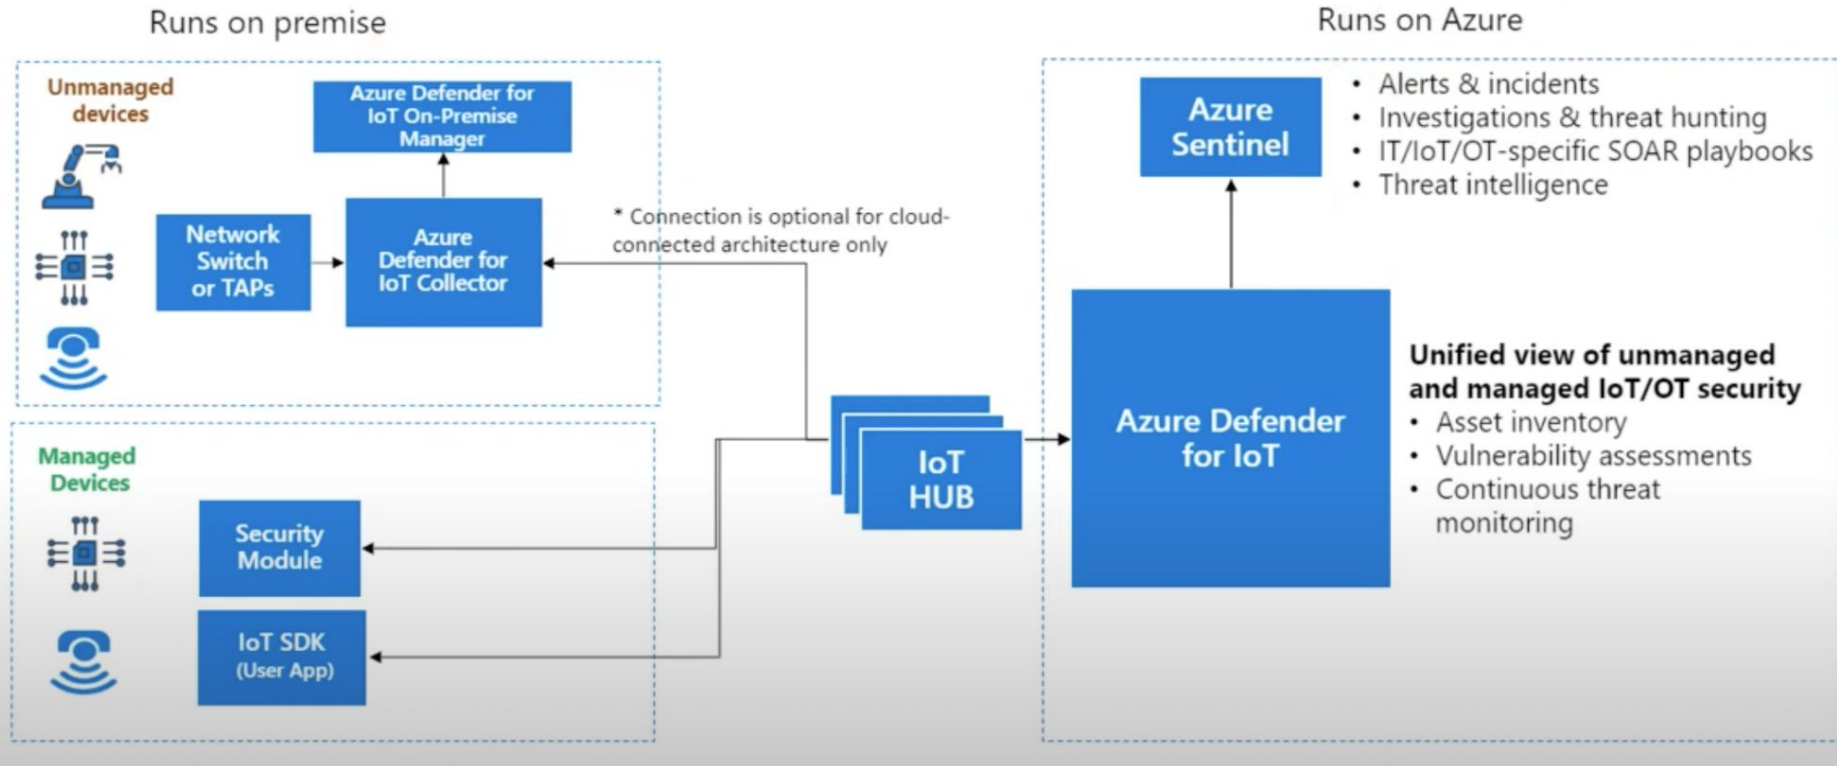 Runs on premise
Runs on Azure
Unmanaged
devices
Azure Defender for
IoT On-Premise
Manager
Network
Switch
or TAPs
Azure
Defender for
IoT Collector
* Connection is optional for cloud-
connected architecture only
Managed
Devices
Security
Module
IoT SDK
(User App)
IoT
HUB
Azure
Sentinel
• Alerts & incidents
• Investigations & threat hunting
• IT/IoT/OT-specific SOAR playbooks
• Threat intelligence
Azure Defender
for IoT
Unified view of unmanaged
and managed IoT/OT security
• Asset inventory
• Vulnerability assessments
• Continuous threat
monitoring